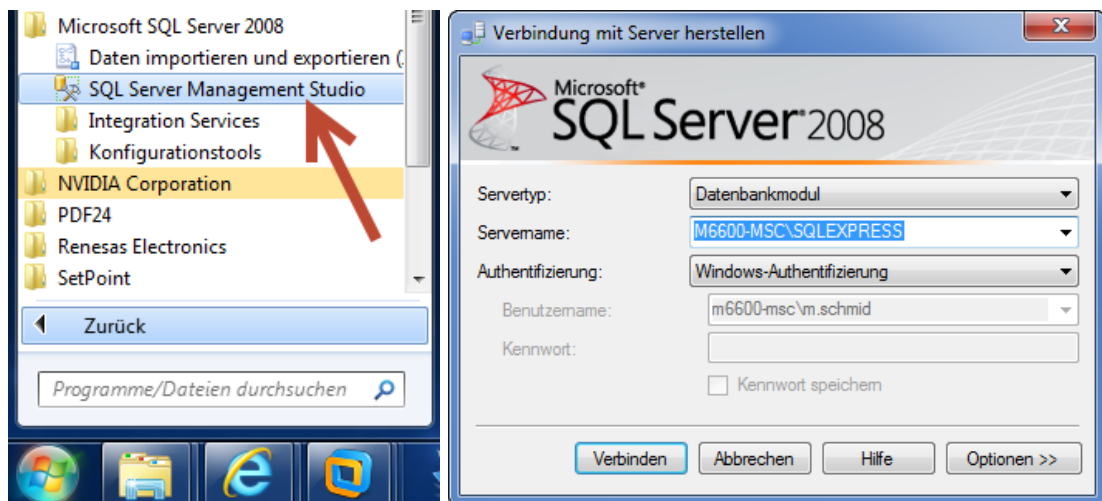 Microsoft SQL Server 2008
Daten importieren und exportieren (.
SQL Server Management Studio
Integration Services
Konfigurationstools
NVIDIA Corporation
PDF24
Renesas Electronics
SetPoint
Zurück
Programme/Dateien durchsuchen
Verbindung mit Server herstellen
Microsoft®
SQL Server® 2008
Servertyp: Datenbankmodul
Servername: M6600-MSC\SQLEXPRESS
Authentifizierung: Windows-Authentifizierung
Benutzername: m6600-msc\m.schmid
Kennwort:
Kennwort speichern
Verbinden Abbrechen Hilfe Optionen >>